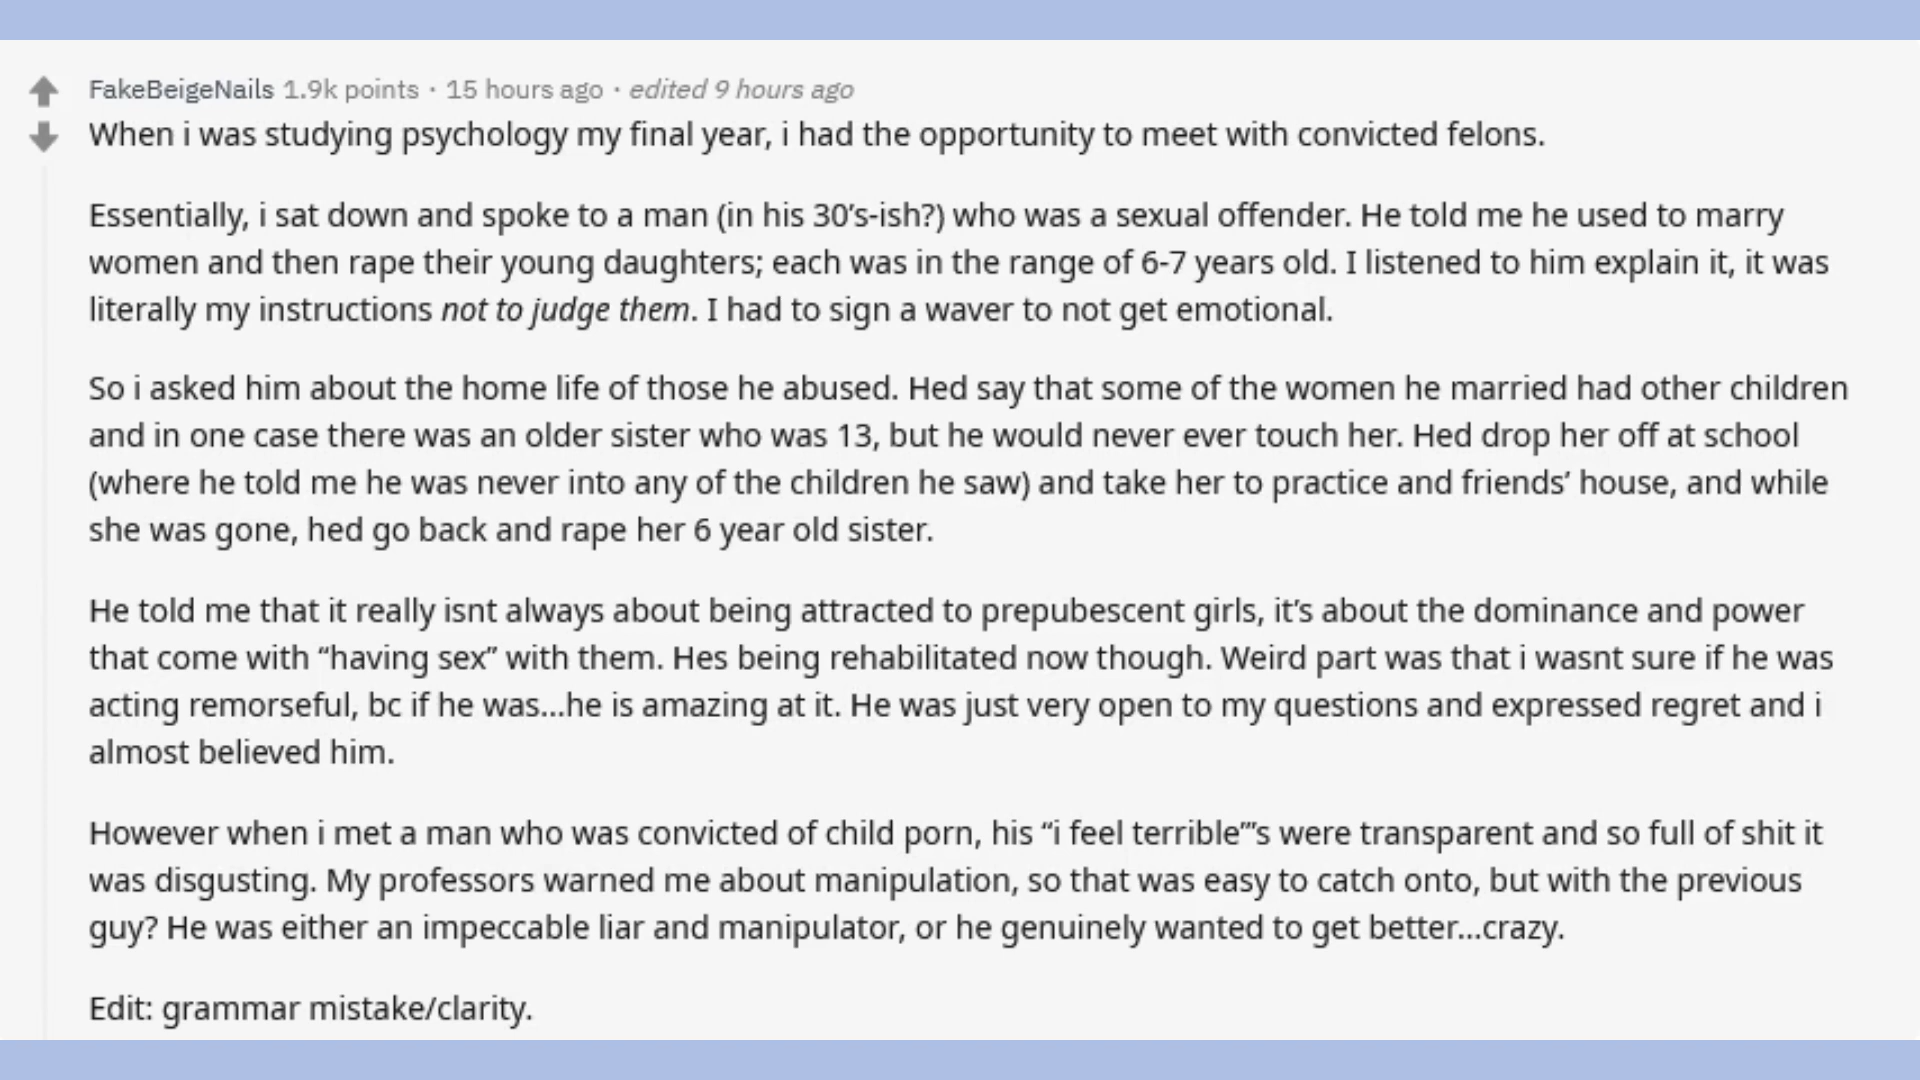 FakeBeigeNails 1.9k points · 15 hours ago · edited 9 hours ago
When i was studying psychology my final year, i had the opportunity to meet with convicted felons.
Essentially, i sat down and spoke to a man (in his 30’s-ish?) who was a sexual offender. He told me he used to marry
women and then rape their young daughters; each was in the range of 6-7 years old. I listened to him explain it, it was
literally my instructions not to judge them. I had to sign a waver to not get emotional.
So i asked him about the home life of those he abused. Hed say that some of the women he married had other children
and in one case there was an older sister who was 13, but he would never ever touch her. Hed drop her off at school
(where he told me he was never into any of the children he saw) and take her to practice and friends’ house, and while
she was gone, hed go back and rape her 6 year old sister.
He told me that it really isnt always about being attracted to prepubescent girls, it’s about the dominance and power
that come with “having sex” with them. Hes being rehabilitated now though. Weird part was that i wasnt sure if he was
acting remorseful, bc if he was...he is amazing at it. He was just very open to my questions and expressed regret and i
almost believed him.
However when i met a man who was convicted of child porn, his “i feel terrible”’s were transparent and so full of shit it
was disgusting. My professors warned me about manipulation, so that was easy to catch onto, but with the previous
guy? He was either an impeccable liar and manipulator, or he genuinely wanted to get better...crazy.
Edit: grammar mistake/clarity.